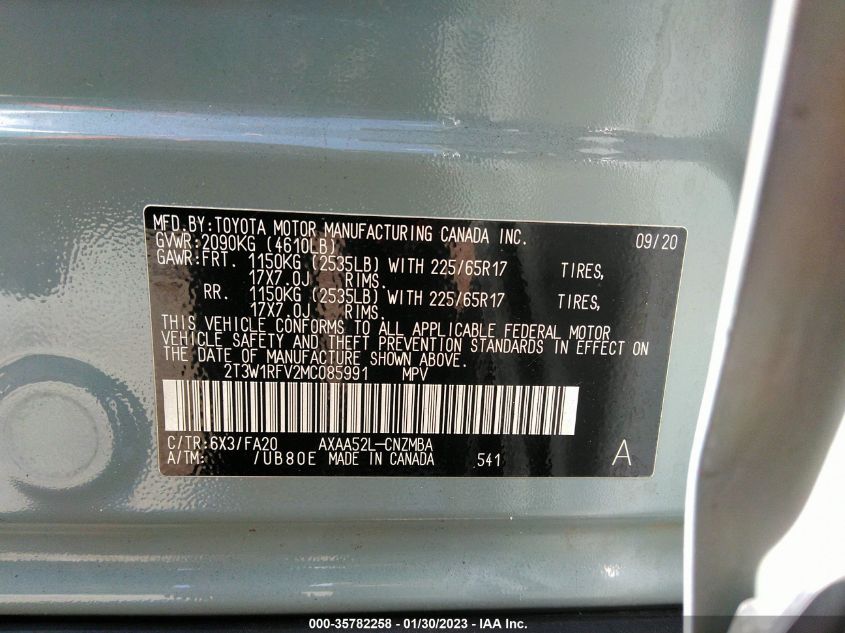 MFD.BY:TOYOTA MOTOR MANUFACTURING CANADA INC. 09/20
GVWR:2090KG (4610LB)
GAWR:FRT. 1150KG (2535LB) WITH 225/65R17 TIRES,
17X7.0J RIMS.
RR. 1150KG (2535LB) WITH 225/65R17 TIRES,
17X7.0J RIMS.
THIS VEHICLE CONFORMS TO ALL APPLICABLE FEDERAL MOTOR
VEHICLE SAFETY AND THEFT PREVENTION STANDARDS IN EFFECT ON
THE DATE OF MANUFACTURE SHOWN ABOVE.
2T3W1RFV2MC085991 MPV
C/TR:6X3/FA20 AXAA52L-CNZMBA
A/TM: /UB80E MADE IN CANADA 541 A
000-35782258 - 01/30/2023 - IAA Inc.